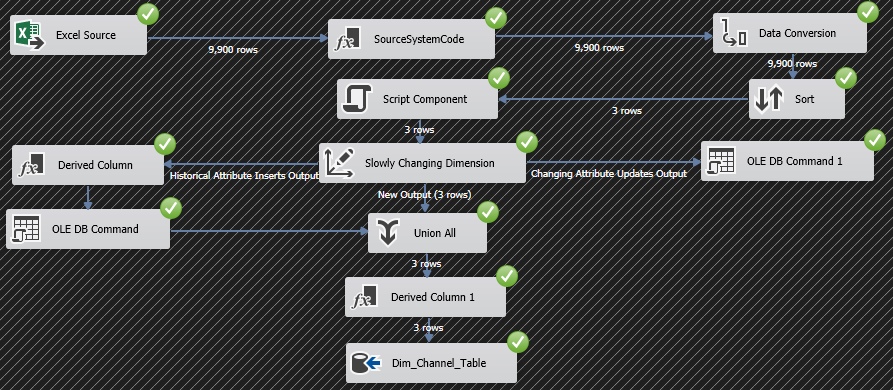 Excel Source
9,900 rows
SourceSystemCode
9,900 rows
Data Conversion
9,900 rows
Sort
3 rows
Script Component
3 rows
Slowly Changing Dimension
Historical Attribute Inserts Output
Derived Column
OLE DB Command
Changing Attribute Updates Output
OLE DB Command 1
New Output (3 rows)
Union All
3 rows
Derived Column 1
3 rows
Dim_Channel_Table